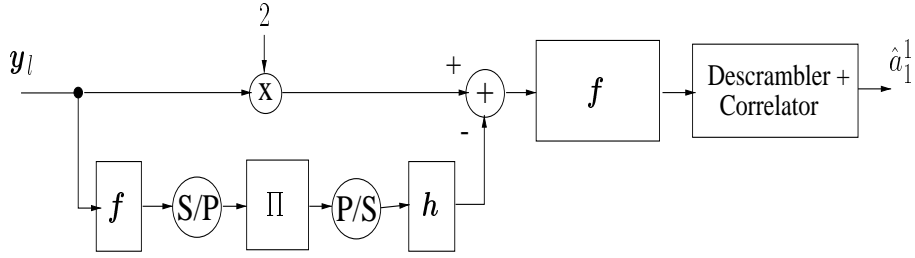 2
y_l
x
+
+
-
f
Descrambler +
Correlator
â_1^1
f
S/P
Π
P/S
h